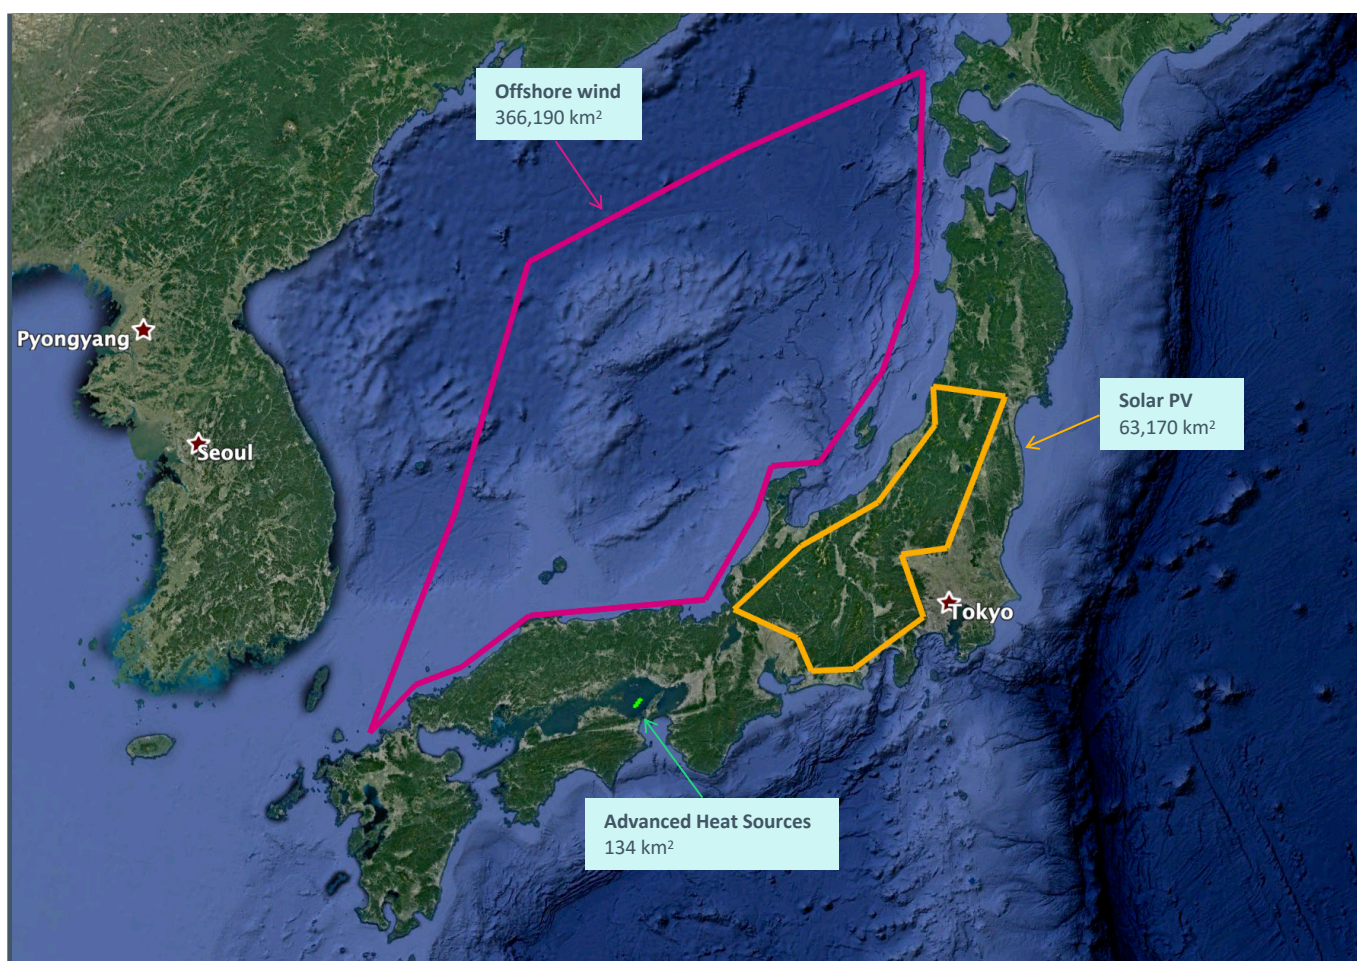 Offshore wind
366,190 km²
Pyongyang
Seoul
Solar PV
63,170 km²
Tokyo
Advanced Heat Sources
134 km²